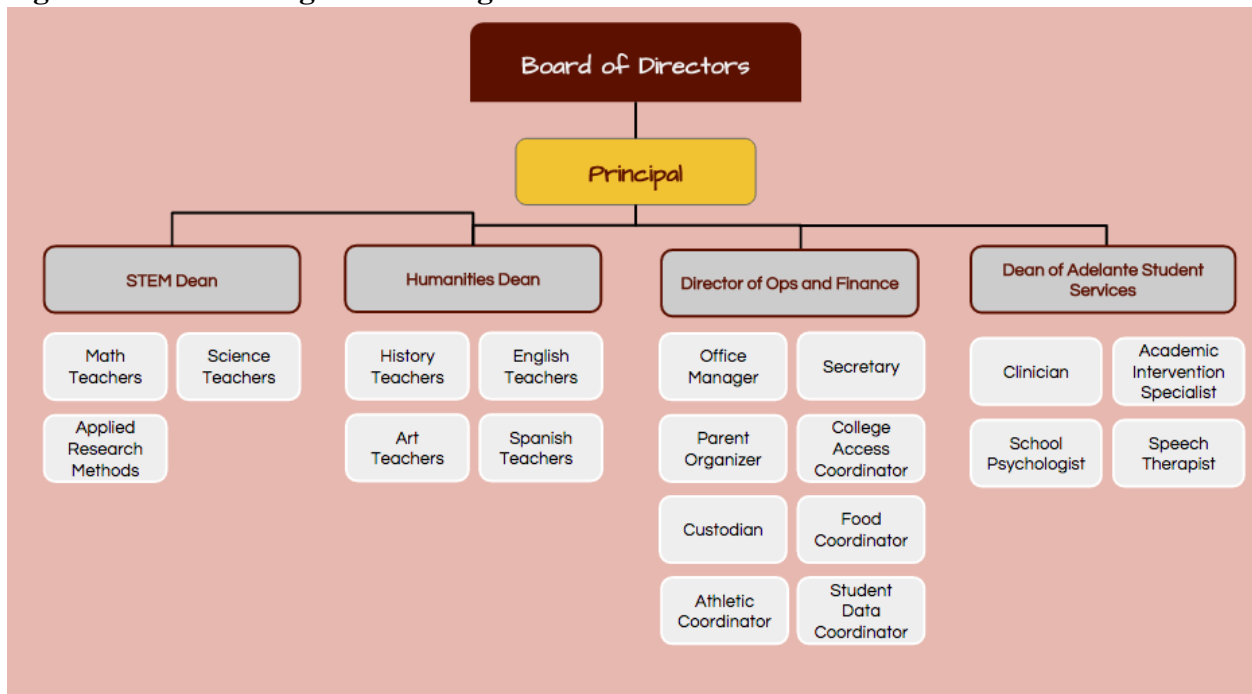 Board of Directors
Principal
STEM Dean
Humanities Dean
Director of Ops and Finance
Dean of Adelante Student
Services
Math
Teachers
Science
Teachers
Applied
Research
Methods
History
Teachers
English
Teachers
Art
Teachers
Spanish
Teachers
Office
Manager
Secretary
Parent
Organizer
College
Access
Coordinator
Custodian
Food
Coordinator
Athletic
Coordinator
Student
Data
Coordinator
Clinician
Academic
Intervention
Specialist
School
Psychologist
Speech
Therapist